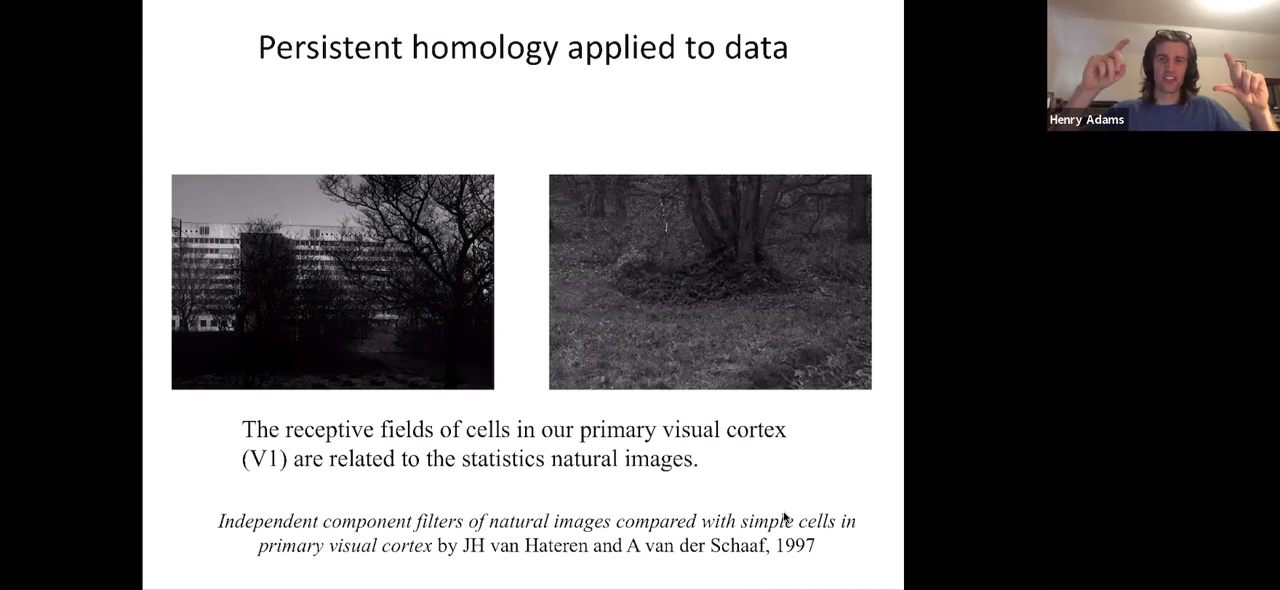 Persistent homology applied to data
Henry Adams
The receptive fields of cells in our primary visual cortex
(V1) are related to the statistics natural images.
Independent component filters of natural images compared with simple cells in
primary visual cortex by JH van Hateren and A van der Schaaf, 1997